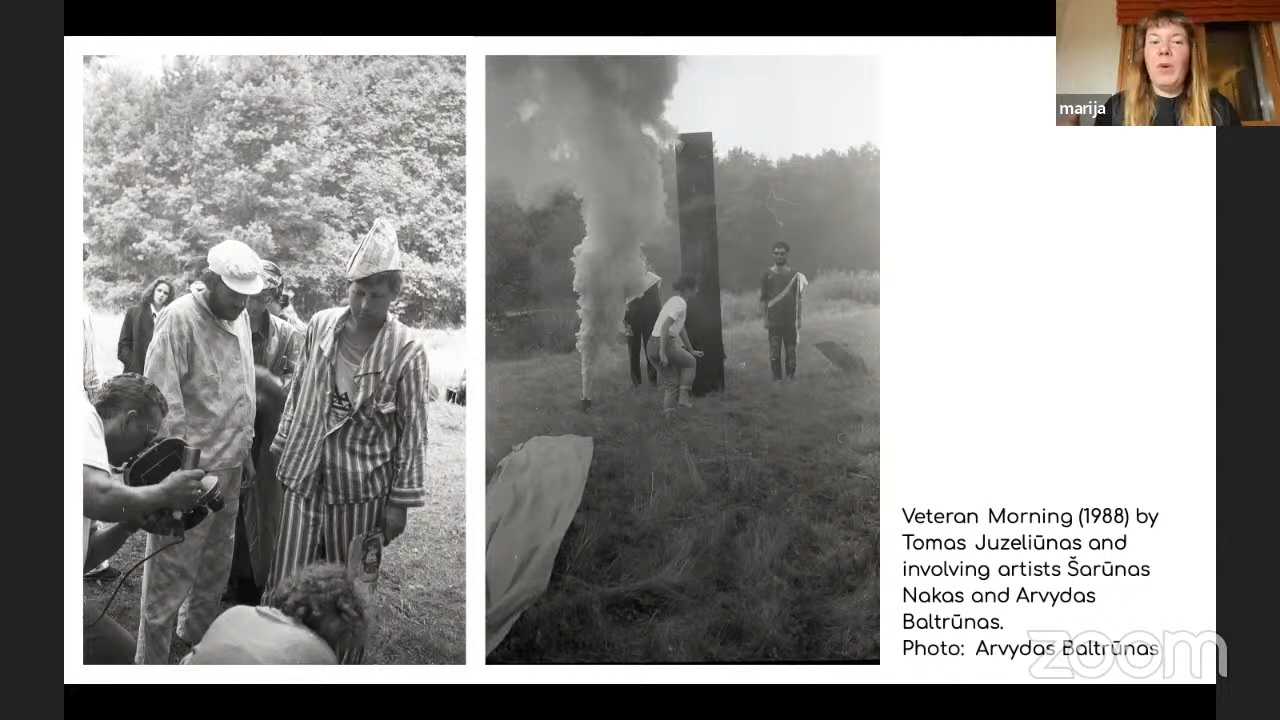 marija
Veteran Morning (1988) by
Tomas Juzeliūnas and
involving artists Šarūnas
Nakas and Arvydas
Baltrūnas.
Photo: Arvydas Baltrūnas
zoom